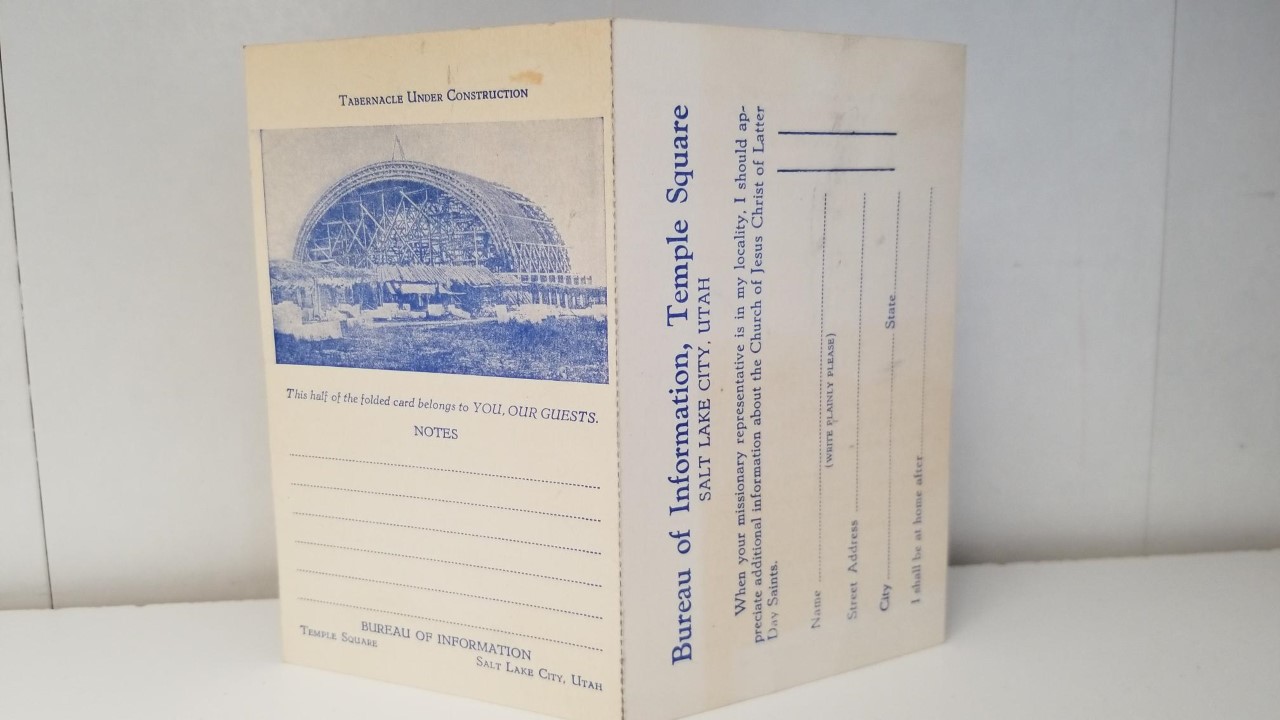 TABERNACLE UNDER CONSTRUCTION
This half of the folded card belongs to YOU, OUR GUESTS.
NOTES
BUREAU OF INFORMATION
TEMPLE SQUARE
SALT LAKE CITY, UTAH
Bureau of Information, Temple Square
SALT LAKE CITY, UTAH
When your missionary representative is in my locality, I should ap-
preciate additional information about the Church of Jesus Christ of Latter
Day Saints.
Name
(WRITE PLAINLY PLEASE)
Street Address
City State
I shall be at home after